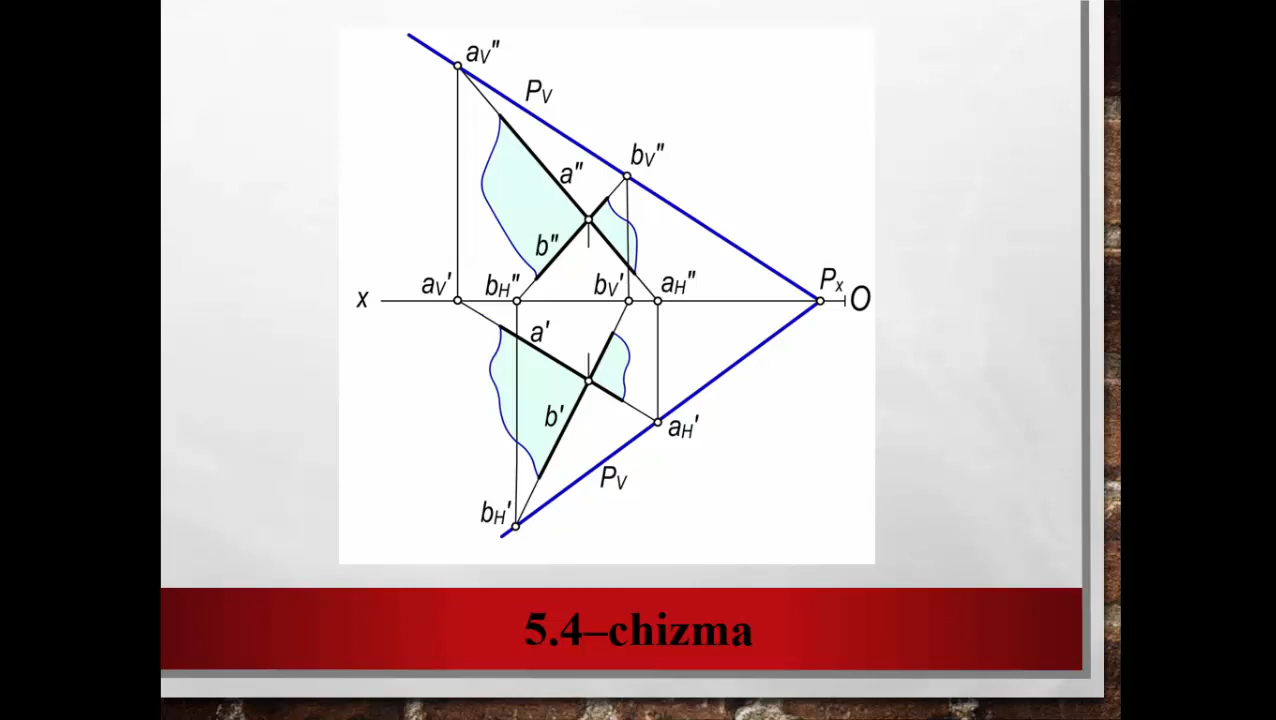 aV"
PV
bV"
a"
b"
aV'
bH"
bV'
aH"
Px
x
O
a'
b'
aH'
PV
bH'
5.4–chizma